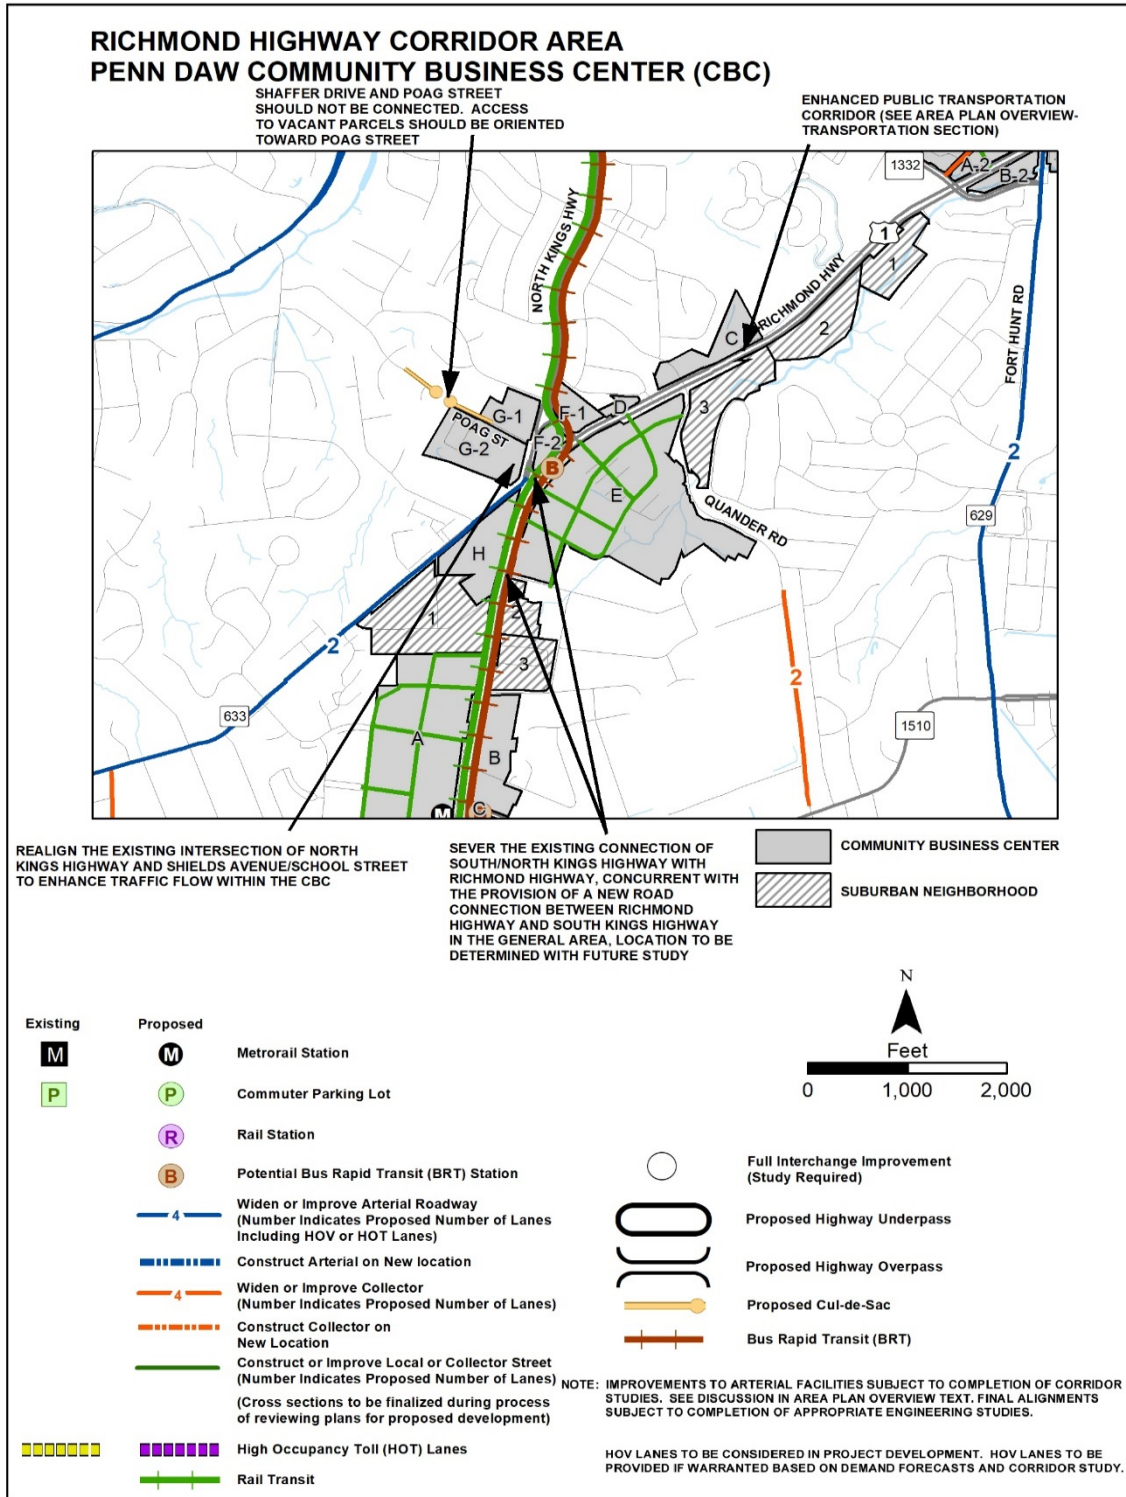 RICHMOND HIGHWAY CORRIDOR AREA
PENN DAW COMMUNITY BUSINESS CENTER (CBC)
SHAFFER DRIVE AND POAG STREET
SHOULD NOT BE CONNECTED. ACCESS
TO VACANT PARCELS SHOULD BE ORIENTED
TOWARD POAG STREET
ENHANCED PUBLIC TRANSPORTATION
CORRIDOR (SEE AREA PLAN OVERVIEW-
TRANSPORTATION SECTION)
1332
A-2
B-2
1
1
NORTH KINGS HWY
RICHMOND HWY
FORT HUNT RD
C
2
D
3
F-1
G-1
POAG ST
G-2
F-2
B
E
2
QUANDER RD
629
H
1
2
3
2
2
633
1510
A
B
M
C
REALIGN THE EXISTING INTERSECTION OF NORTH
KINGS HIGHWAY AND SHIELDS AVENUE/SCHOOL STREET
TO ENHANCE TRAFFIC FLOW WITHIN THE CBC
SEVER THE EXISTING CONNECTION OF
SOUTH/NORTH KINGS HIGHWAY WITH
RICHMOND HIGHWAY, CONCURRENT WITH
THE PROVISION OF A NEW ROAD
CONNECTION BETWEEN RICHMOND
HIGHWAY AND SOUTH KINGS HIGHWAY
IN THE GENERAL AREA, LOCATION TO BE
DETERMINED WITH FUTURE STUDY
COMMUNITY BUSINESS CENTER
SUBURBAN NEIGHBORHOOD
N
Feet
0 1,000 2,000
Existing Proposed
M M Metrorail Station
P P Commuter Parking Lot
R Rail Station
B Potential Bus Rapid Transit (BRT) Station
4 Widen or Improve Arterial Roadway
(Number Indicates Proposed Number of Lanes
Including HOV or HOT Lanes)
Construct Arterial on New location
4 Widen or Improve Collector
(Number Indicates Proposed Number of Lanes)
Construct Collector on
New Location
Construct or Improve Local or Collector Street
(Number Indicates Proposed Number of Lanes)
(Cross sections to be finalized during process
of reviewing plans for proposed development)
High Occupancy Toll (HOT) Lanes
Rail Transit
Full Interchange Improvement
(Study Required)
Proposed Highway Underpass
Proposed Highway Overpass
Proposed Cul-de-Sac
Bus Rapid Transit (BRT)
NOTE: IMPROVEMENTS TO ARTERIAL FACILITIES SUBJECT TO COMPLETION OF CORRIDOR
STUDIES. SEE DISCUSSION IN AREA PLAN OVERVIEW TEXT. FINAL ALIGNMENTS
SUBJECT TO COMPLETION OF APPROPRIATE ENGINEERING STUDIES.
HOV LANES TO BE CONSIDERED IN PROJECT DEVELOPMENT. HOV LANES TO BE
PROVIDED IF WARRANTED BASED ON DEMAND FORECASTS AND CORRIDOR STUDY.